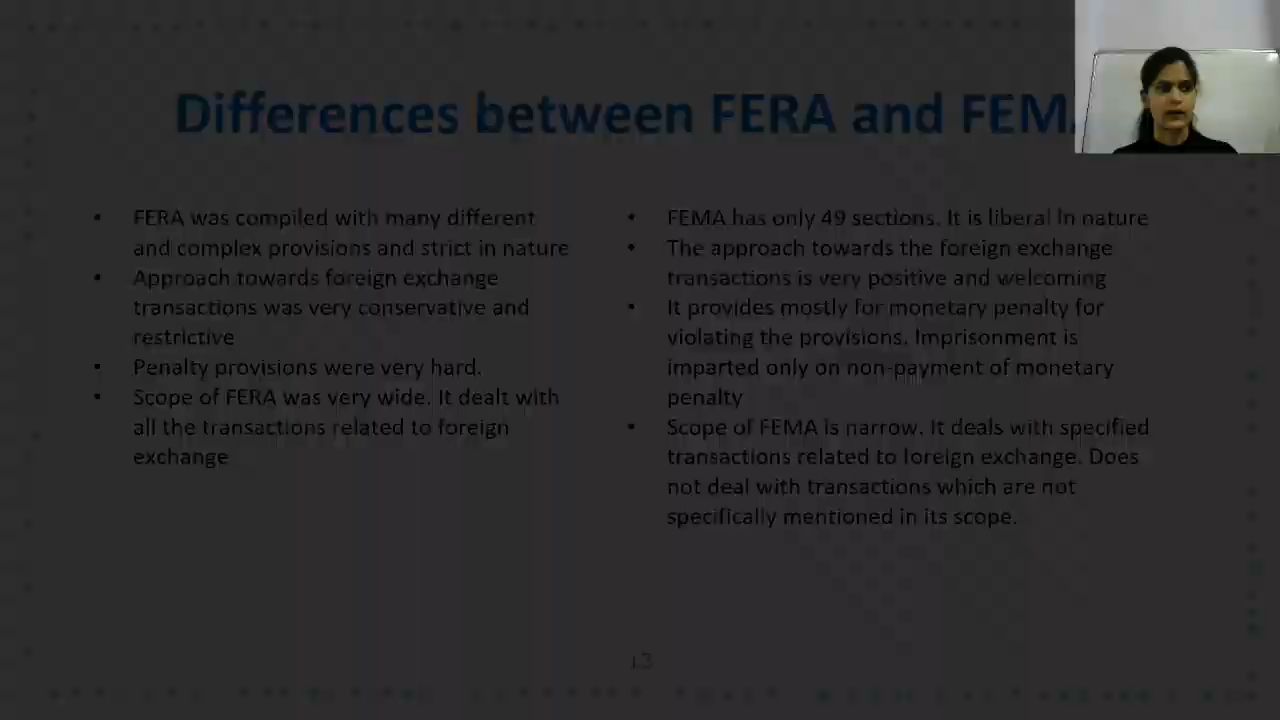 Differences between FERA and FEM
• FERA was compiled with many different
and complex provisions and strict in nature
• Approach towards foreign exchange
transactions was very conservative and
restrictive
• Penalty provisions were very hard.
• Scope of FERA was very wide. It dealt with
all the transactions related to foreign
exchange
• FEMA has only 49 sections. It is liberal in nature
• The approach towards the foreign exchange
transactions is very positive and welcoming
• It provides mostly for monetary penalty for
violating the provisions. Imprisonment is
imparted only on non-payment of monetary
penalty
• Scope of FEMA is narrow. It deals with specified
transactions related to foreign exchange. Does
not deal with transactions which are not
specifically mentioned in its scope.
13